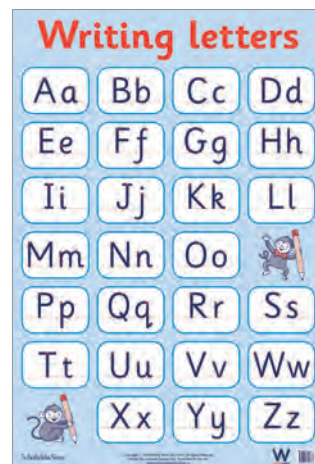 Writing letters
Aa Bb Cc Dd
Ee Ff Gg Hh
Ii Jj Kk Ll
Mm Nn Oo
Pp Qq Rr Ss
Tt Uu Vv Ww
Xx Yy Zz
W